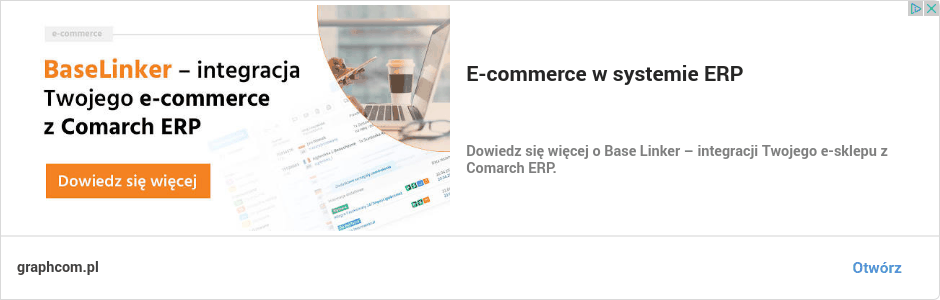 e-commerce
BaseLinker – integracja
Twojego e-commerce
z Comarch ERP
Dowiedz się więcej
E-commerce w systemie ERP
Dowiedz się więcej o Base Linker – integracji Twojego e-sklepu z
Comarch ERP.
graphcom.pl
Otwórz